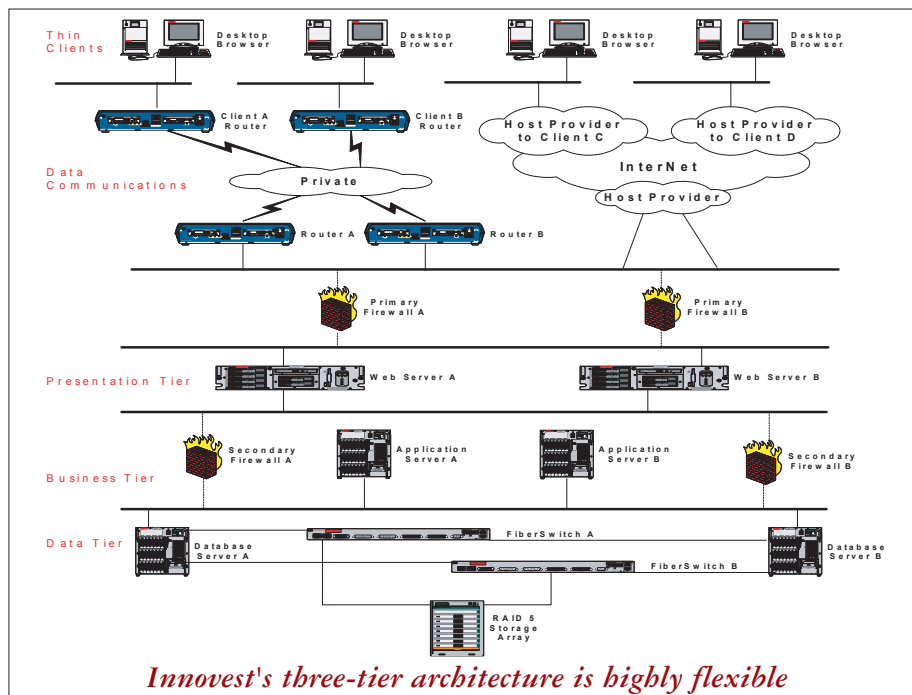 Thin
Clients
Desktop
Browser
Desktop
Browser
Desktop
Browser
Desktop
Browser
Client A
Router
Client B
Router
Host Provider
to Client C
Host Provider
to Client D
InterNet
Data
Communications
Private
Host Provider
Router A
Router B
Primary
Firewall A
Primary
Firewall B
Presentation Tier
Web Server A
Web Server B
Secondary
Firewall A
Application
Server A
Application
Server B
Secondary
Firewall B
Business Tier
Data Tier
Database
Server A
FiberSwitch A
Database
Server B
FiberSwitch B
RAID 5
Storage
Array
Innovest's three-tier architecture is highly flexible